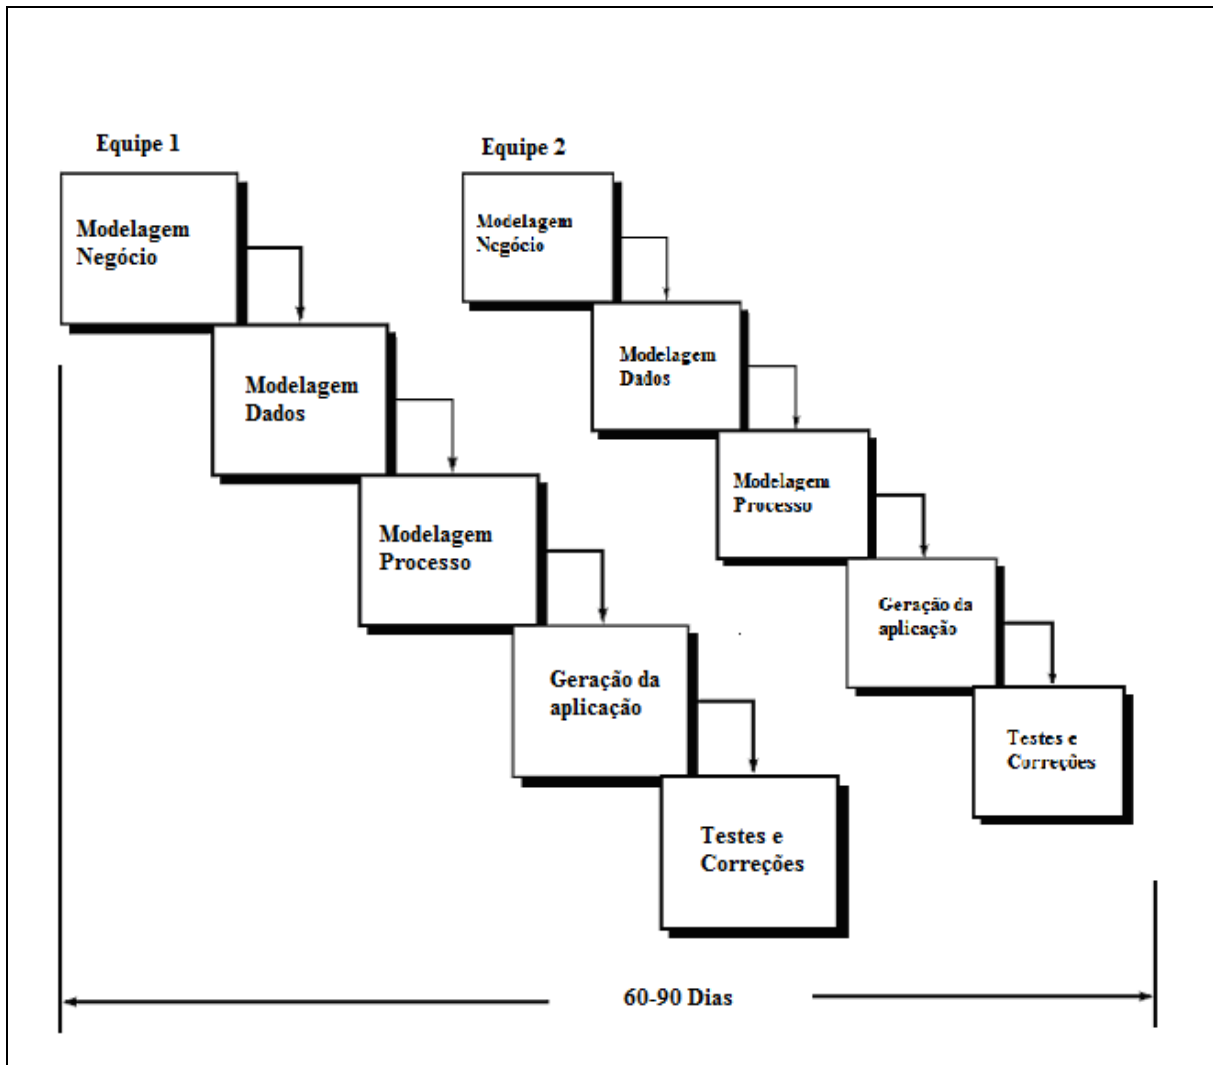 Equipe 1
Modelagem
Negócio
Modelagem
Dados
Modelagem
Processo
Geração da
aplicação
Testes e
Correções
Equipe 2
Modelagem
Negócio
Modelagem
Dados
Modelagem
Processo
Geração da
aplicação
Testes e
Correções
60-90 Dias